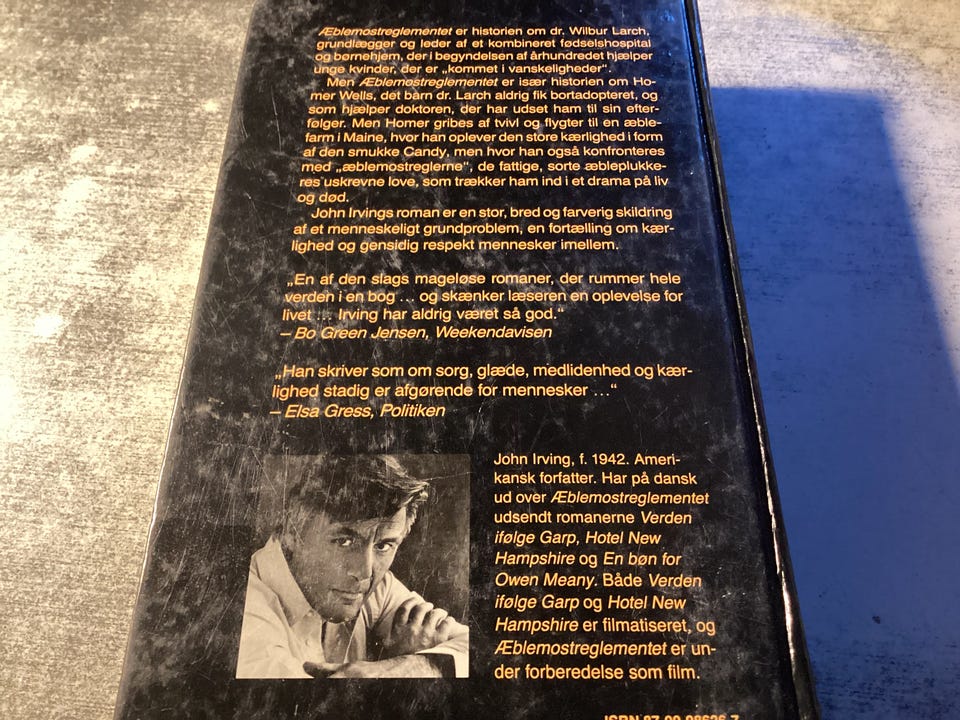 Æblemostreglementet er historien om dr. Wilbur Larch,
grundlægger og leder af et kombineret fødselshospital
og børnehjem, der i begyndelsen af århundredet hjælper
unge kvinder, der er „kommet i vanskeligheder“.
Men Æblemostreglementet er især historien om Ho-
mer Wells, det barn dr. Larch aldrig fik bortadopteret, og
som hjælper doktoren, der har udset ham til sin efter-
følger. Men Homer gribes af tvivl og flygter til en æble-
farm i Maine, hvor han oplever den store kærlighed i form
af den smukke Candy, men hvor han også konfronteres
med „æblemostreglerne“, de fattige, sorte æbleplukke-
res uskrevne love, som trækker ham ind i et drama på liv
og død.
John Irvings roman er en stor, bred og farverig skildring
af et menneskeligt grundproblem, en fortælling om kær-
lighed og gensidig respekt mennesker imellem.
„En af den slags mageløse romaner, der rummer hele
verden i en bog ... og skænker læseren en oplevelse for
livet ... Irving har aldrig været så god.“
– Bo Green Jensen, Weekendavisen
„Han skriver som om sorg, glæde, medlidenhed og kær-
lighed stadig er afgørende for mennesker ...“
– Elsa Gress, Politiken
John Irving, f. 1942. Ameri-
kansk forfatter. Har på dansk
ud over Æblemostreglementet
udsendt romanerne Verden
ifølge Garp, Hotel New
Hampshire og En bøn for
Owen Meany. Både Verden
ifølge Garp og Hotel New
Hampshire er filmatiseret, og
Æblemostreglementet er un-
der forberedelse som film.
ISBN